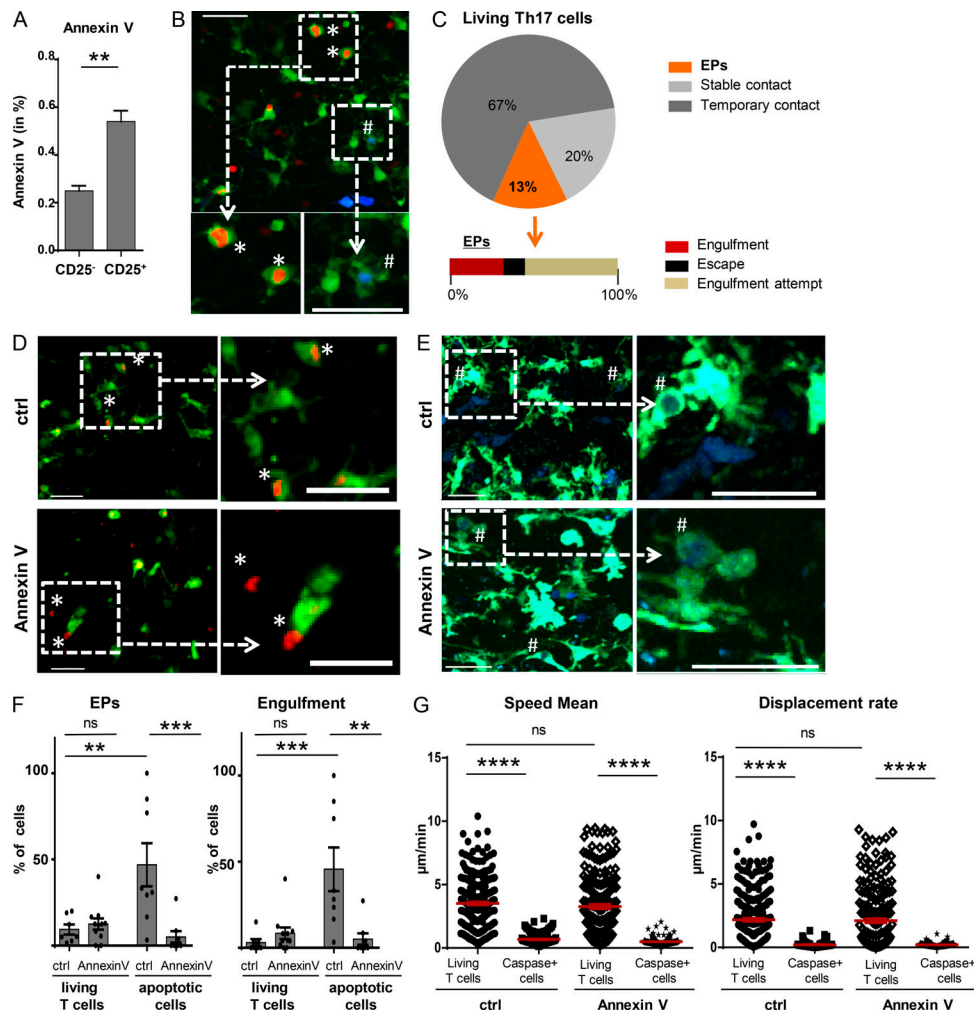 A
Annexin V
**
Annexin V (in %)
0.8
0.6
0.4
0.2
0.0
CD25-
CD25+
B
*
*
#
*
*
#
C
Living Th17 cells
67%
20%
13%
EPs
Stable contact
Temporary contact
EPs
0%
100%
Engulfment
Escape
Engulfment attempt
D
ctrl
*
*
*
*
Annexin V
*
*
*
*
E
ctrl
#
#
#
Annexin V
#
#
#
F
EPs
ns
***
**
% of cells
100
50
0
ctrl AnnexinV ctrl AnnexinV
living T cells
apoptotic cells
Engulfment
ns
**
***
% of cells
100
50
0
ctrl AnnexinV ctrl AnnexinV
living T cells
apoptotic cells
G
Speed Mean
ns
****
****
µm/min
15
10
5
0
Living T cells
Caspase+ cells
Living T cells
Caspase+ cells
ctrl
Annexin V
Displacement rate
ns
****
****
µm/min
15
10
5
0
Living T cells
Caspase+ cells
Living T cells
Caspase+ cells
ctrl
Annexin V